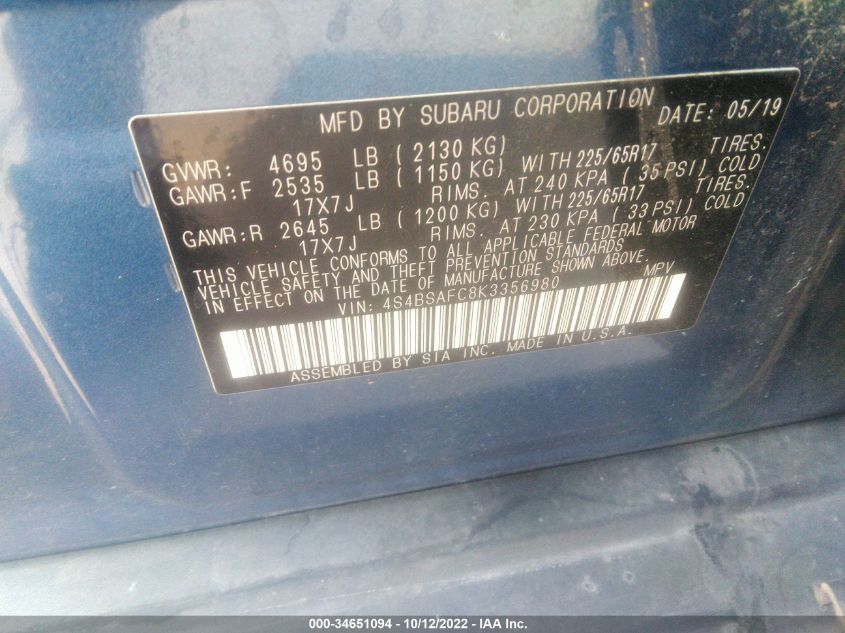 MFD BY SUBARU CORPORATION DATE: 05/19
GVWR: 4695 LB ( 2130 KG)
GAWR:F 2535 LB ( 1150 KG) WITH 225/65R17 TIRES.
17X7J RIMS. AT 240 KPA ( 35 PSI) COLD
GAWR:R 2645 LB ( 1200 KG) WITH 225/65R17 TIRES.
17X7J RIMS. AT 230 KPA ( 33 PSI) COLD
THIS VEHICLE CONFORMS TO ALL APPLICABLE FEDERAL MOTOR
VEHICLE SAFETY AND THEFT PREVENTION STANDARDS
IN EFFECT ON THE DATE OF MANUFACTURE SHOWN ABOVE.
VIN: 4S4BSAFC8K3356980 MPV
ASSEMBLED BY SIA INC. MADE IN U.S.A.
000-34651094 - 10/12/2022 - IAA Inc.